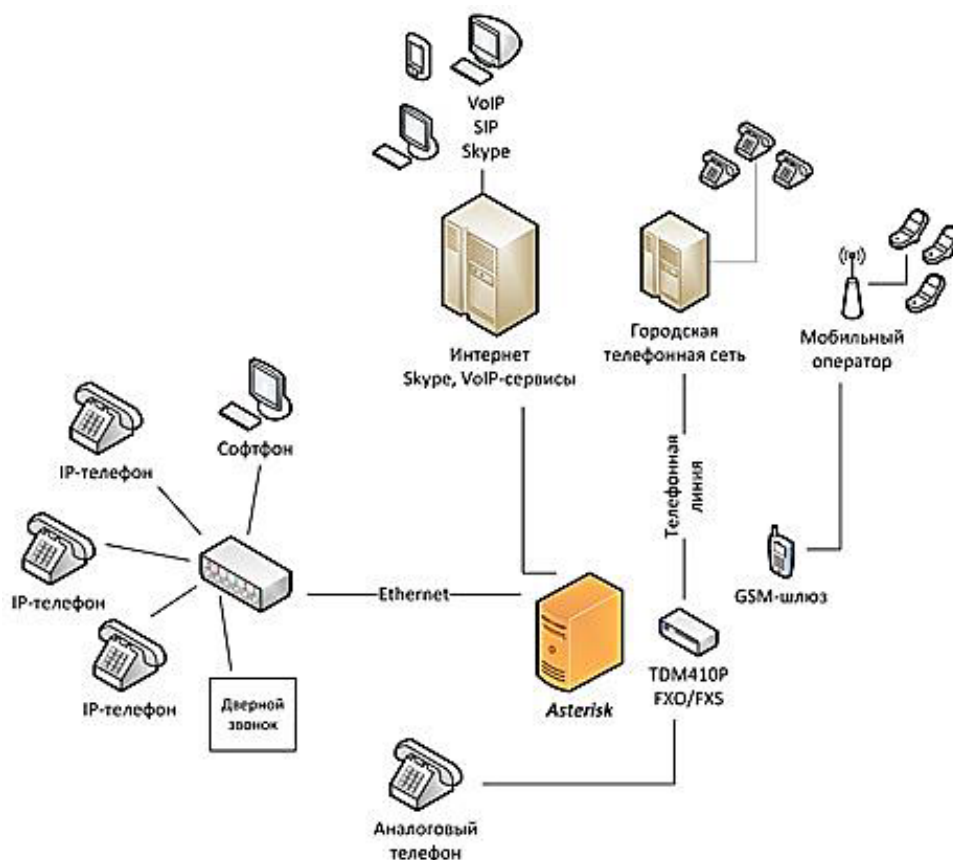 VoIP
SIP
Skype
Интернет
Skype, VoIP-сервисы
Городская
телефонная сеть
Мобильный
оператор
Софтфон
IP-телефон
IP-телефон
IP-телефон
Дверной
звонок
Ethernet
Asterisk
Телефонная
линия
TDM410P
FXO/FXS
GSM-шлюз
Аналоговый
телефон